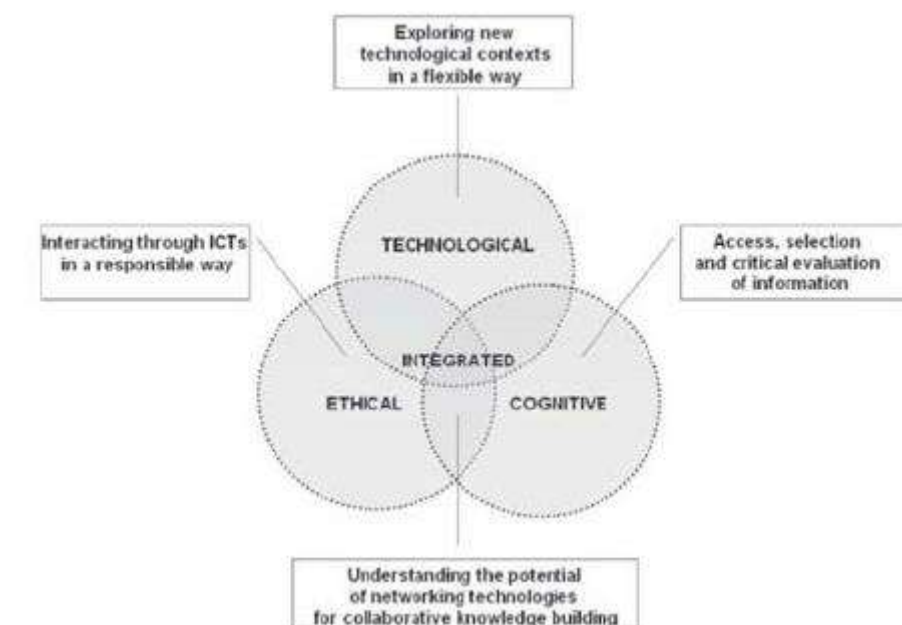 Exploring new
technological contexts
in a flexible way
Interacting through ICTs
in a responsible way
TECHNOLOGICAL
Access, selection
and critical evaluation
of information
INTEGRATED
ETHICAL
COGNITIVE
Understanding the potential
of networking technologies
for collaborative knowledge building